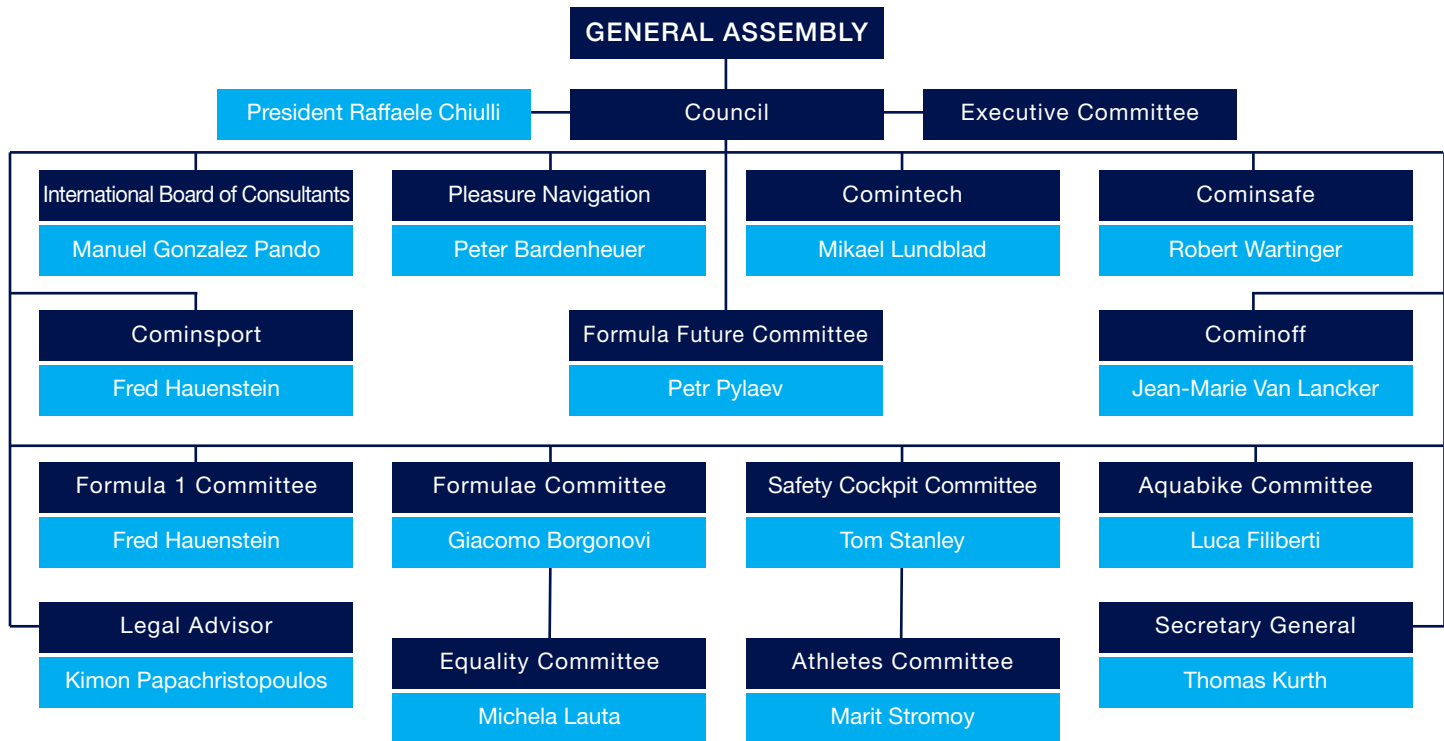 GENERAL ASSEMBLY
President Raffaele Chiulli
Council
Executive Committee
International Board of Consultants
Pleasure Navigation
Comintech
Cominsafe
Manuel Gonzalez Pando
Peter Bardenheuer
Mikael Lundblad
Robert Wartinger
Cominsport
Formula Future Committee
Cominoff
Fred Hauenstein
Petr Pylaev
Jean-Marie Van Lancker
Formula 1 Committee
Formulae Committee
Safety Cockpit Committee
Aquabike Committee
Fred Hauenstein
Giacomo Borgonovi
Tom Stanley
Luca Filiberti
Legal Advisor
Secretary General
Kimon Papachristopoulos
Equality Committee
Athletes Committee
Thomas Kurth
Michela Lauta
Marit Stromoy